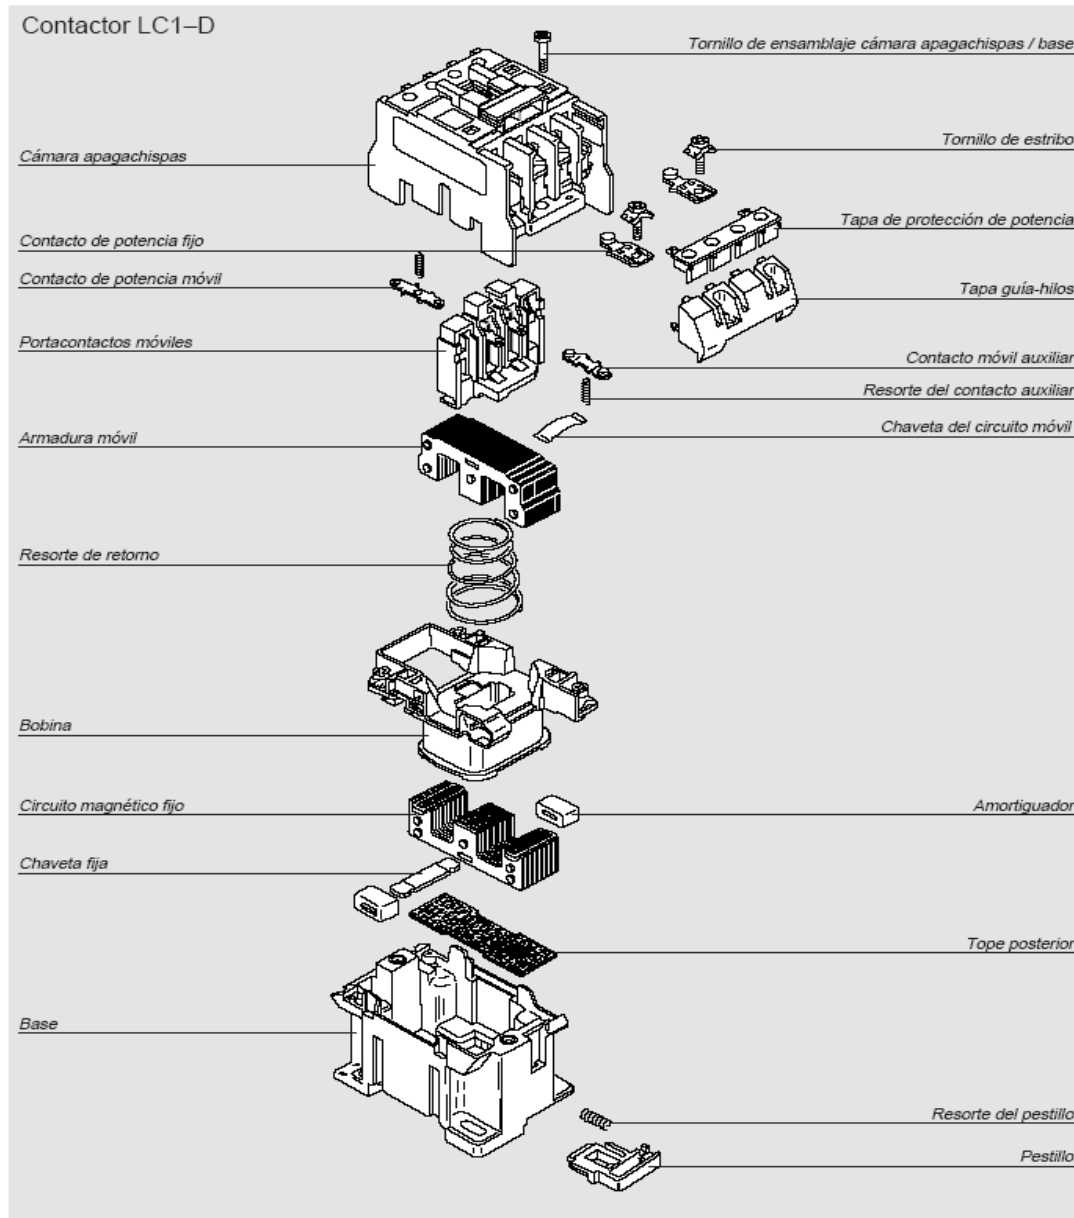 Contactor LC1–D
Tornillo de ensamblaje cámara apagachispas / base
Tornillo de estribo
Cámara apagachispas
Tapa de protección de potencia
Contacto de potencia fijo
Contacto de potencia móvil
Tapa guía-hilos
Portacontactos móviles
Contacto móvil auxiliar
Resorte del contacto auxiliar
Chaveta del circuito móvil
Armadura móvil
Resorte de retorno
Bobina
Circuito magnético fijo
Amortiguador
Chaveta fija
Tope posterior
Base
Resorte del pestillo
Pestillo